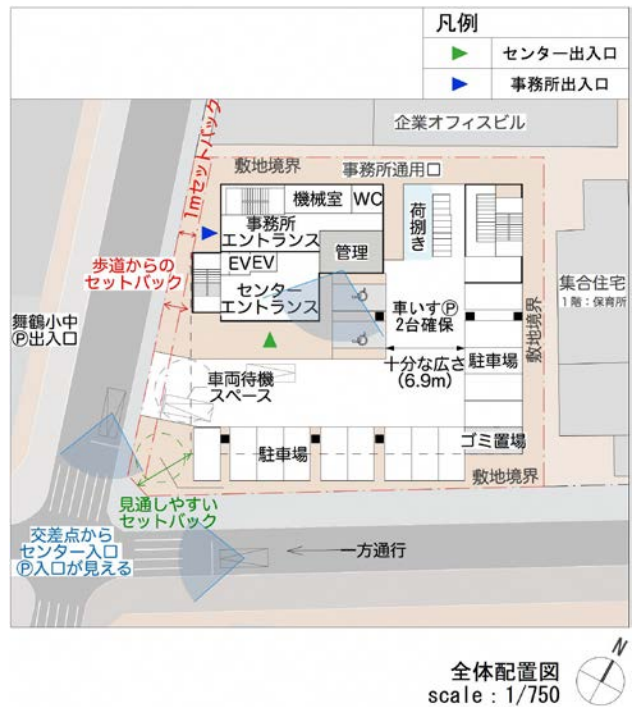 凡例
センター出入口
事務所出入口
企業オフィスビル
1mセットバック
敷地境界
事務所通用口
機械室
WC
事務所
エントランス
荷捌き
管理
EV
EV
センター
エントランス
歩道からの
セットバック
車いすⓅ
2台確保
集合住宅
1階：保育所
敷地境界
舞鶴小中
Ⓟ出入口
十分な広さ
(6.9m)
駐車場
車両待機
スペース
ゴミ置場
駐車場
敷地境界
見通しやすい
セットバック
交差点から
センター入口
Ⓟ入口が見える
一方通行
全体配置図
scale : 1/750
N